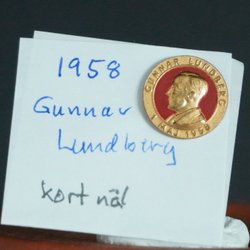 1958
Gunnar
Lundberg
kort nål
GUNNAR LUNDBERG
1 MAJ 1958